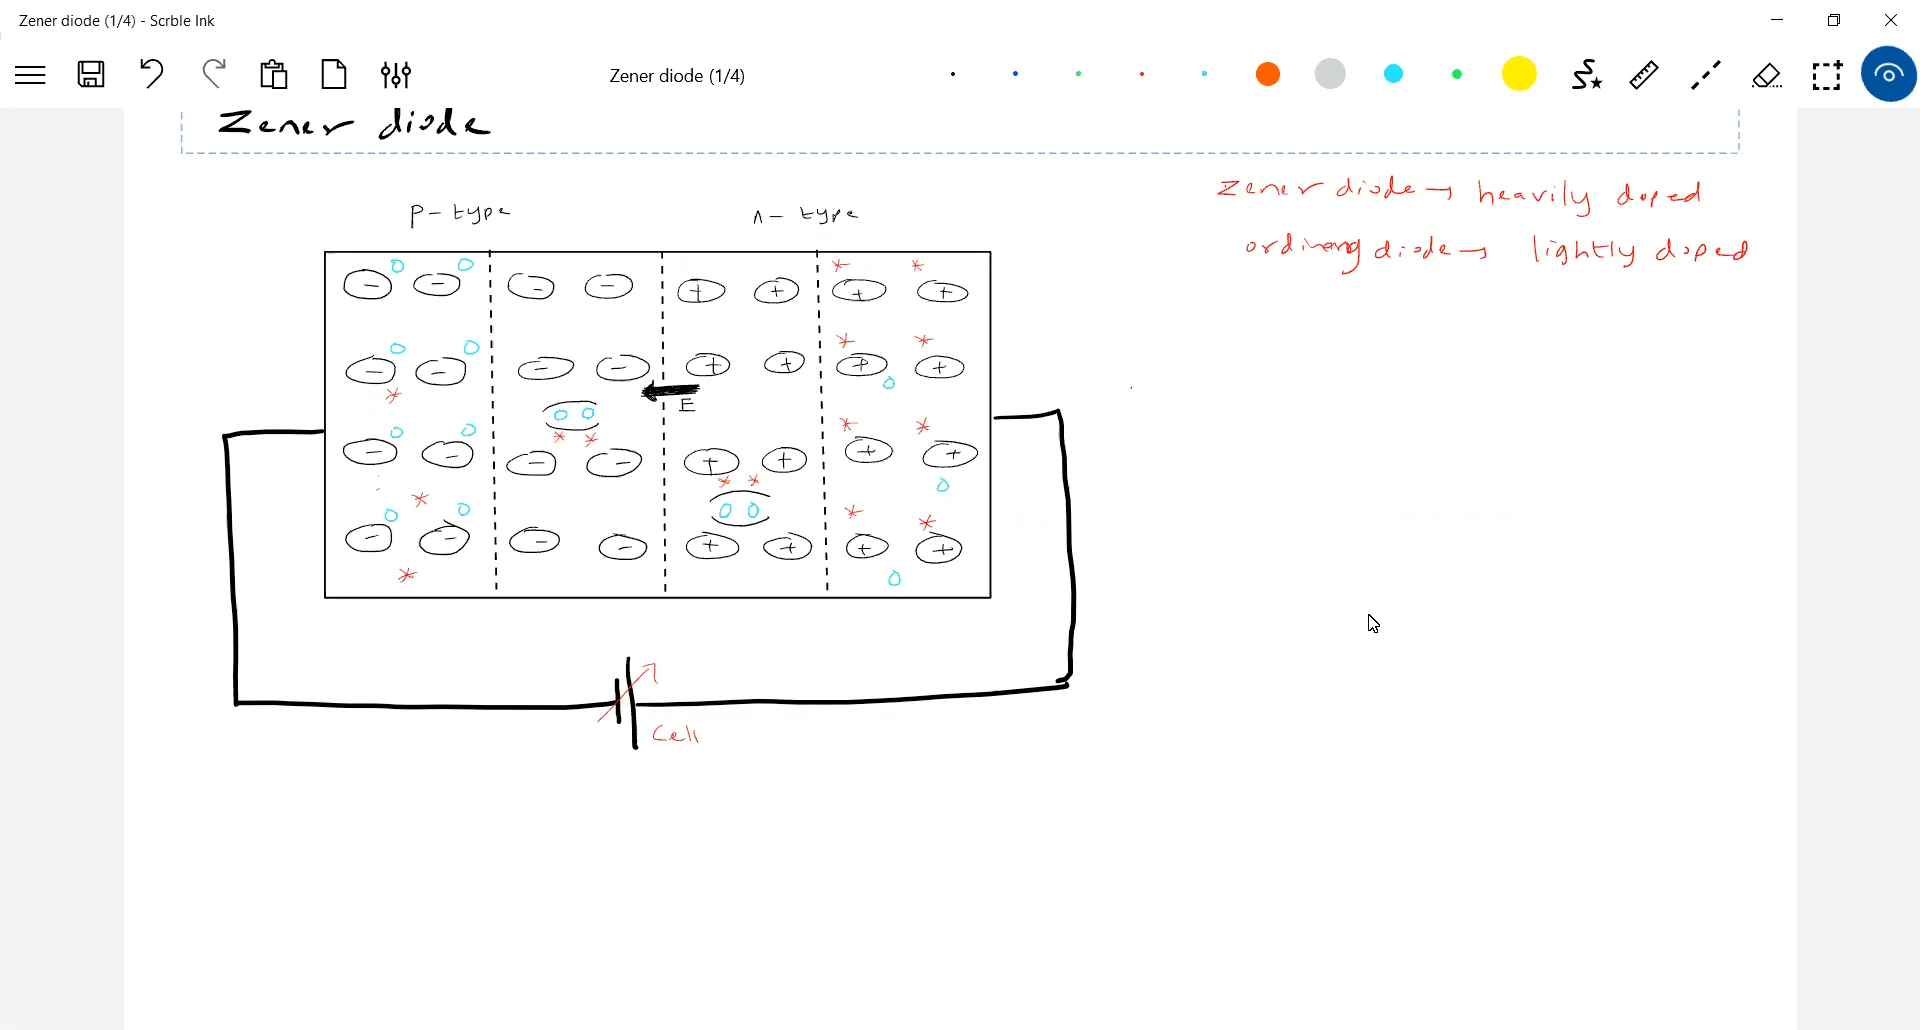 Zener diode (1/4) - Scrble Ink
Zener diode (1/4)
Zener diode
P-type
n-type
Zener diode → heavily doped
ordinary diode → lightly doped
E
Cell